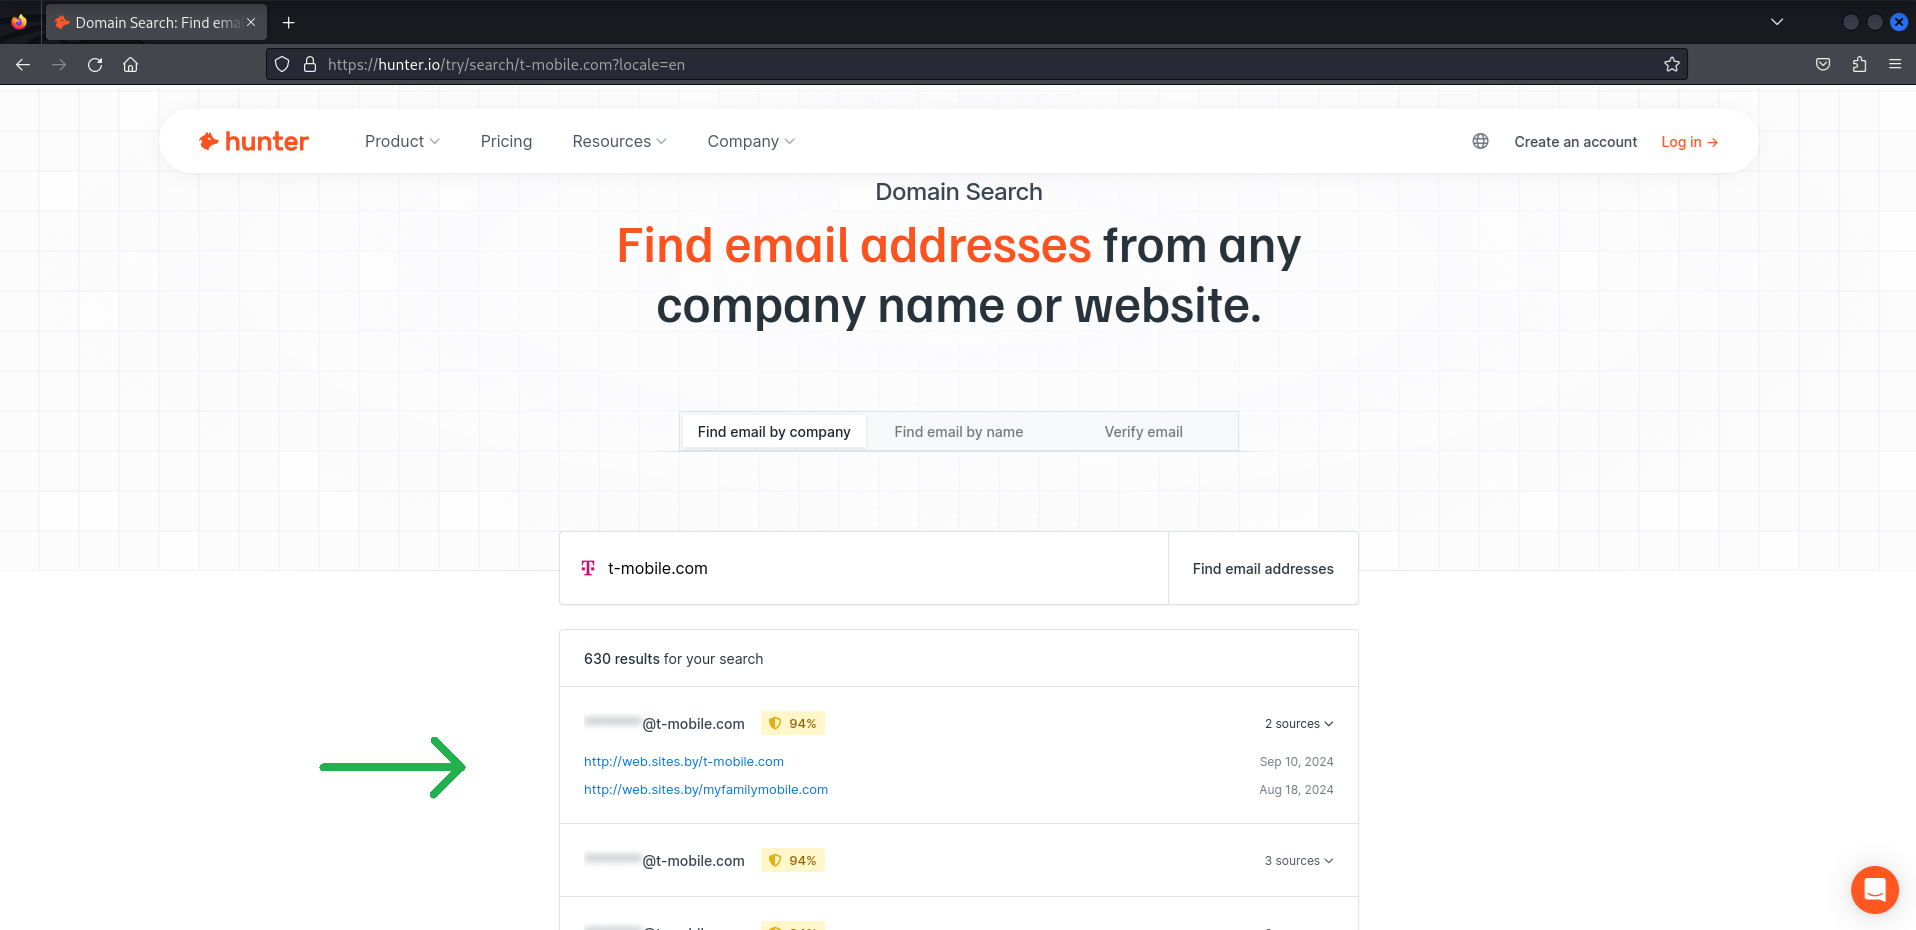 Domain Search: Find ema
https://hunter.io/try/search/t-mobile.com?locale=en
hunter
Product
Pricing
Resources
Company
Create an account
Log in →
Domain Search
Find email addresses from any
company name or website.
Find email by company
Find email by name
Verify email
T t-mobile.com
Find email addresses
630 results for your search
@t-mobile.com
94%
2 sources
http://web.sites.by/t-mobile.com
Sep 10, 2024
http://web.sites.by/myfamilymobile.com
Aug 18, 2024
@t-mobile.com
94%
3 sources